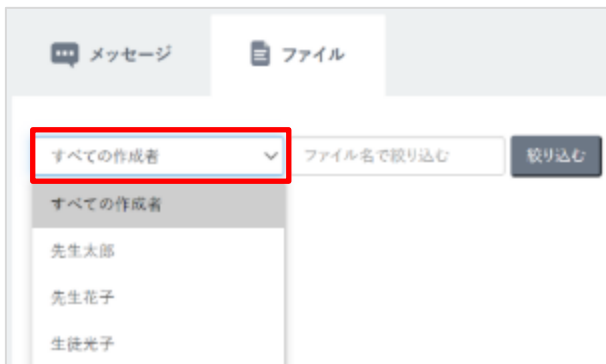 メッセージ ファイル
すべての作成者 ファイル名で絞り込む 絞り込む
すべての作成者
先生太郎
先生花子
生徒光子